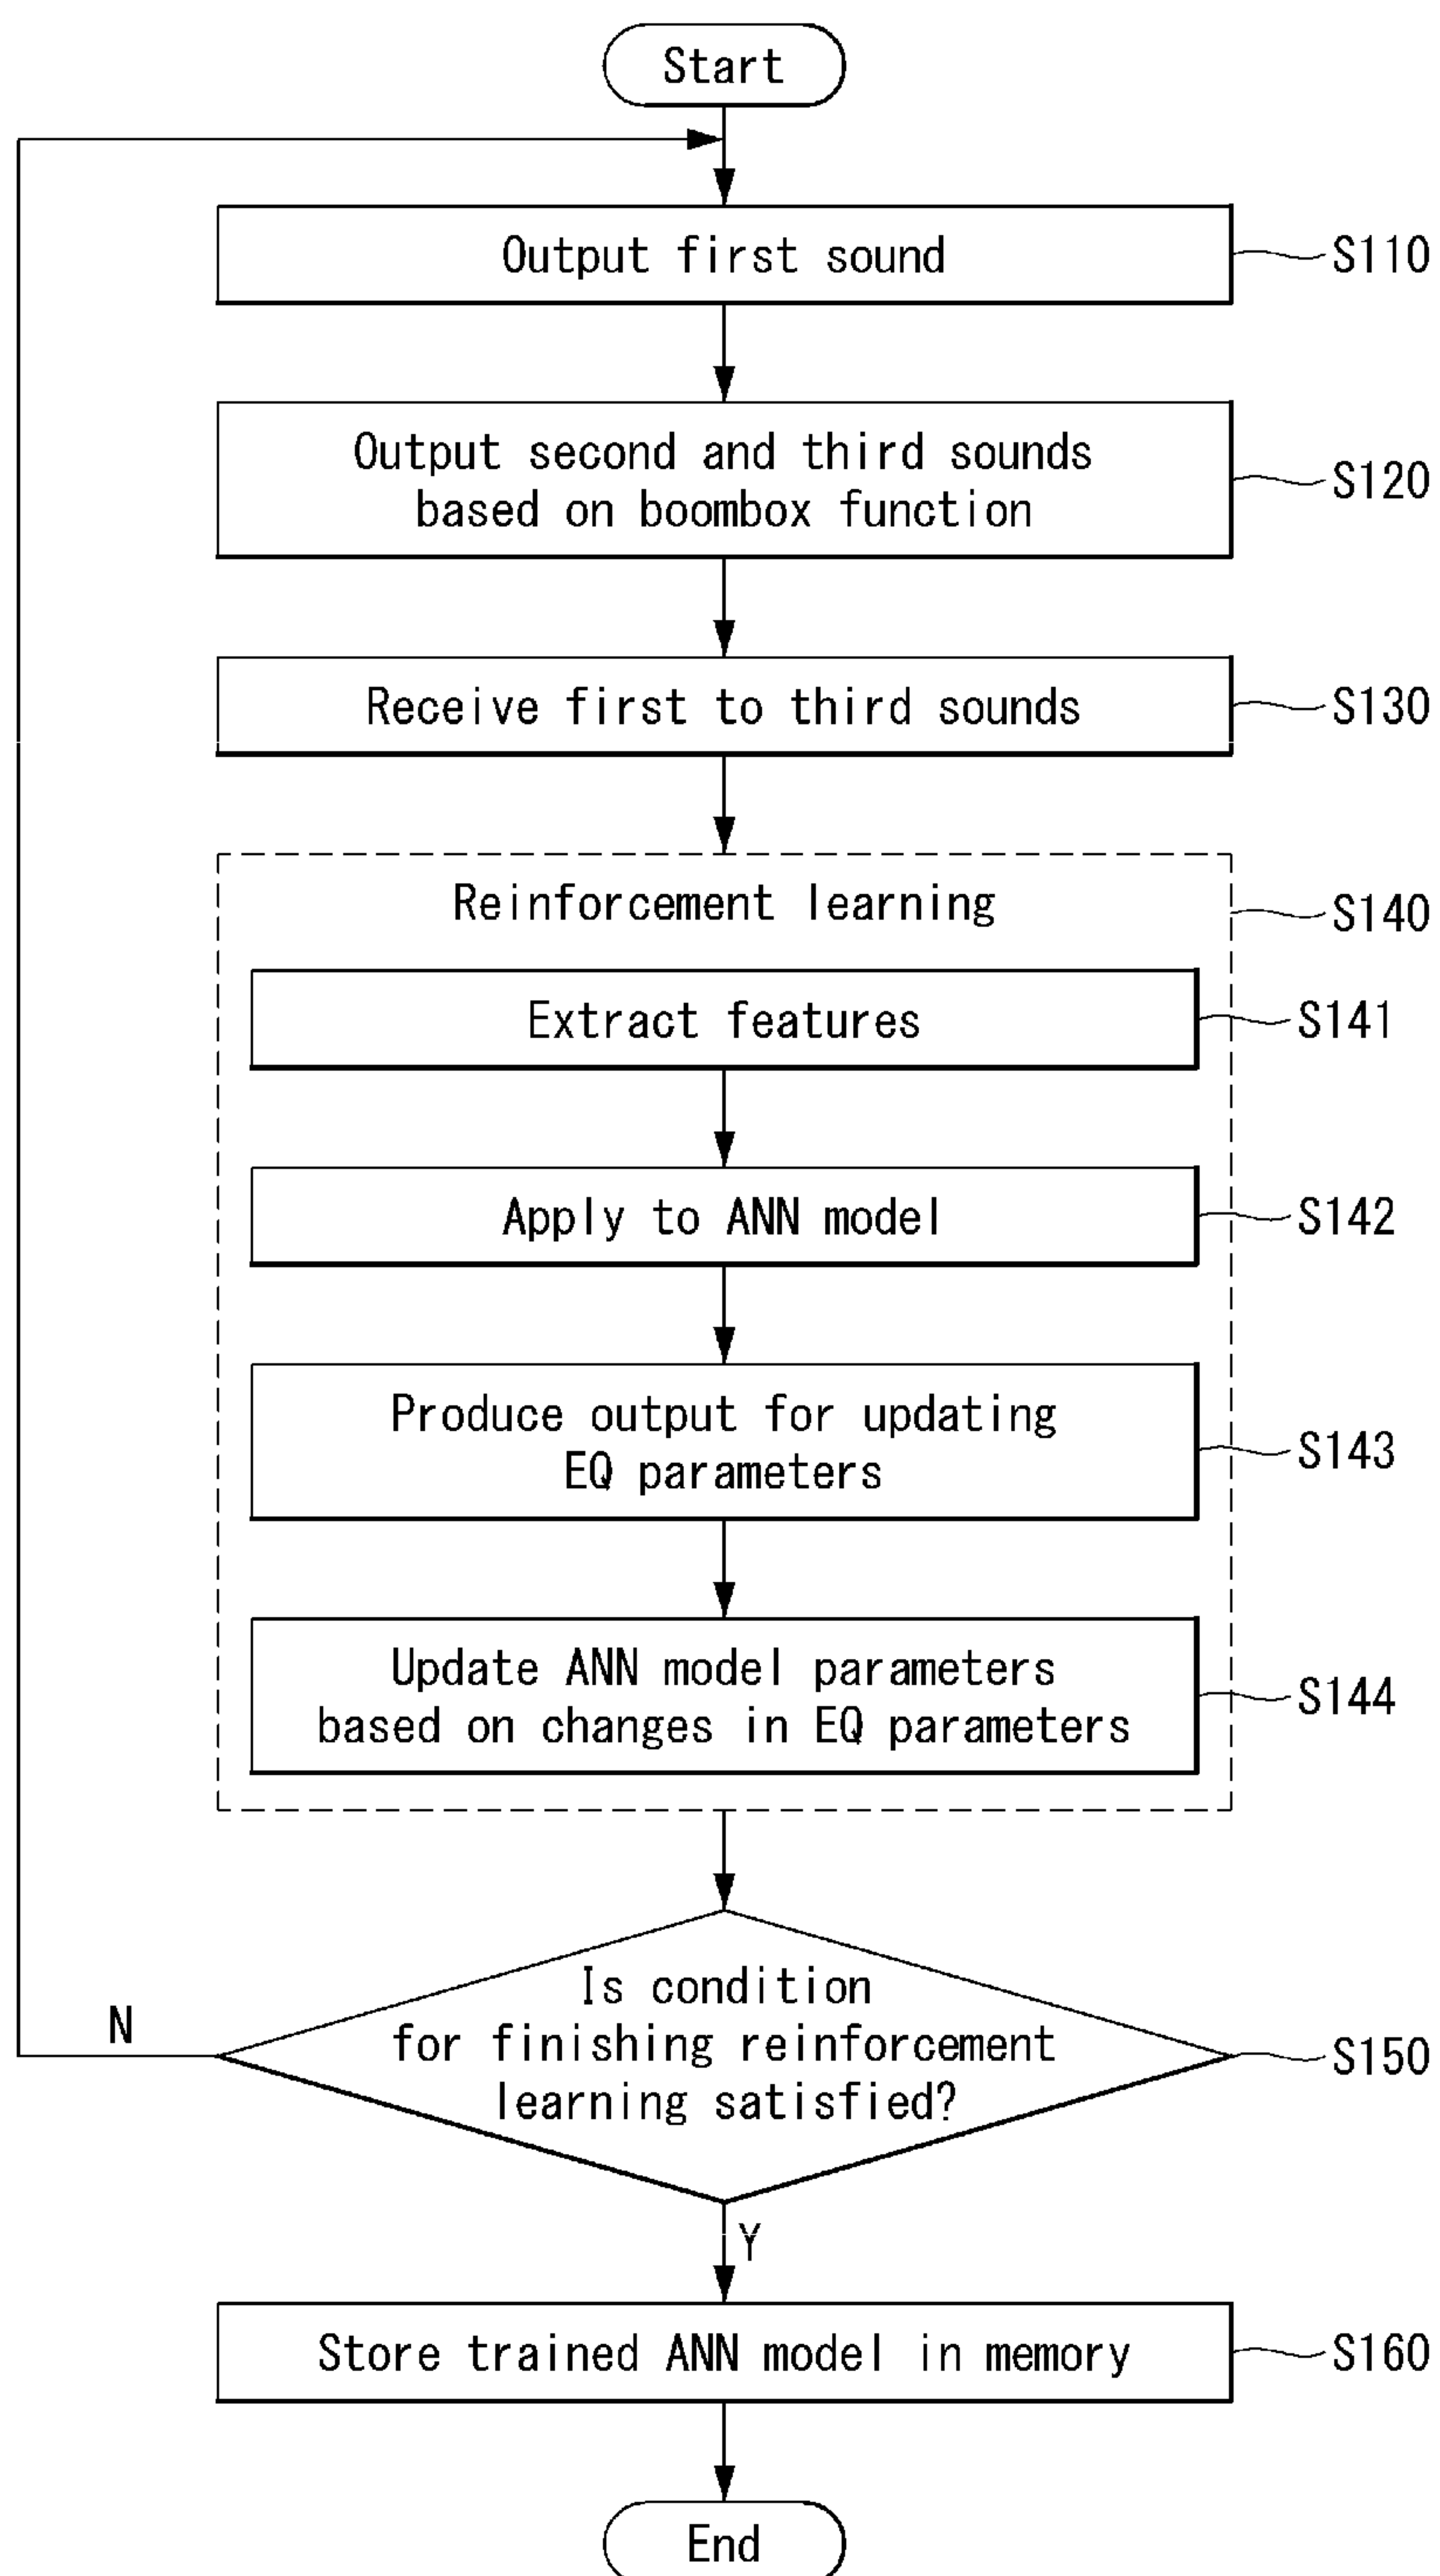 Start
Output first sound
S110
Output second and third sounds
based on boombox function
S120
Receive first to third sounds
S130
Reinforcement learning
S140
Extract features
S141
Apply to ANN model
S142
Produce output for updating
EQ parameters
S143
Update ANN model parameters
based on changes in EQ parameters
S144
Is condition
for finishing reinforcement
learning satisfied?
S150
N
Y
Store trained ANN model in memory
S160
End